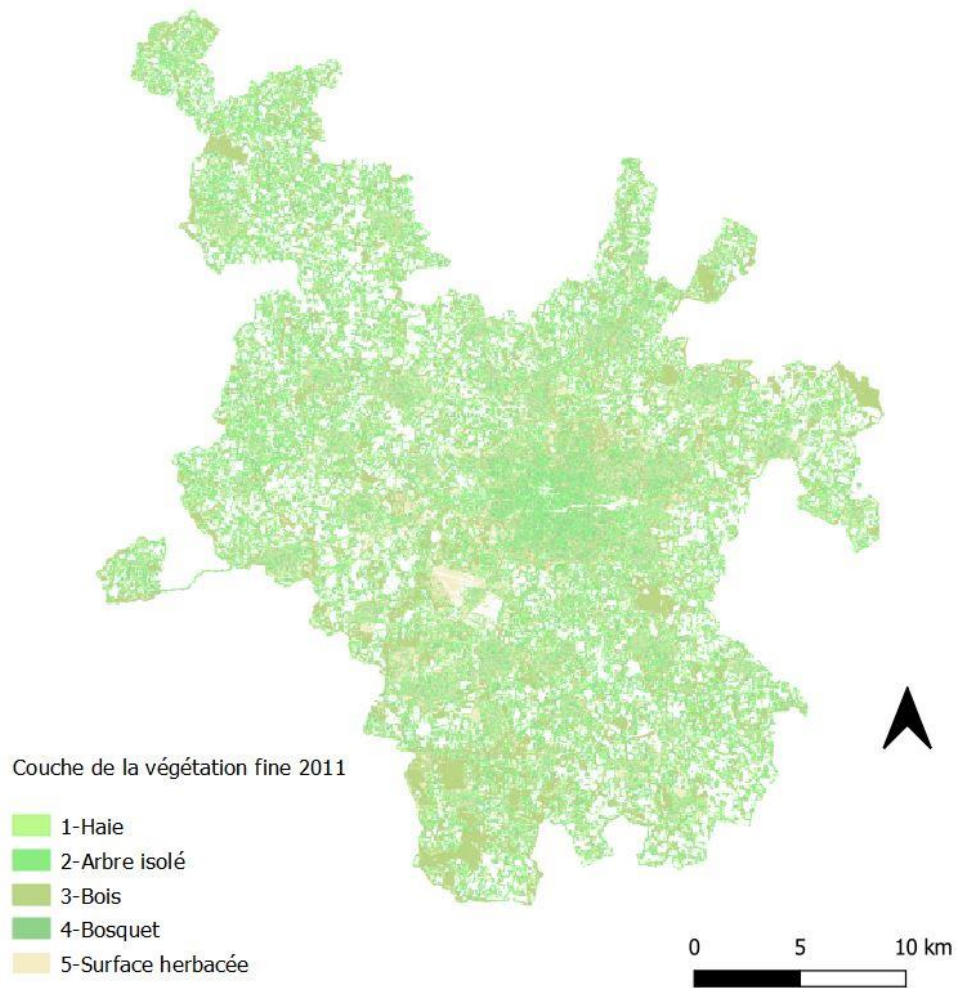 Couche de la végétation fine 2011
1-Haie
2-Arbre isolé
3-Bois
4-Bosquet
5-Surface herbacée
0 5 10 km